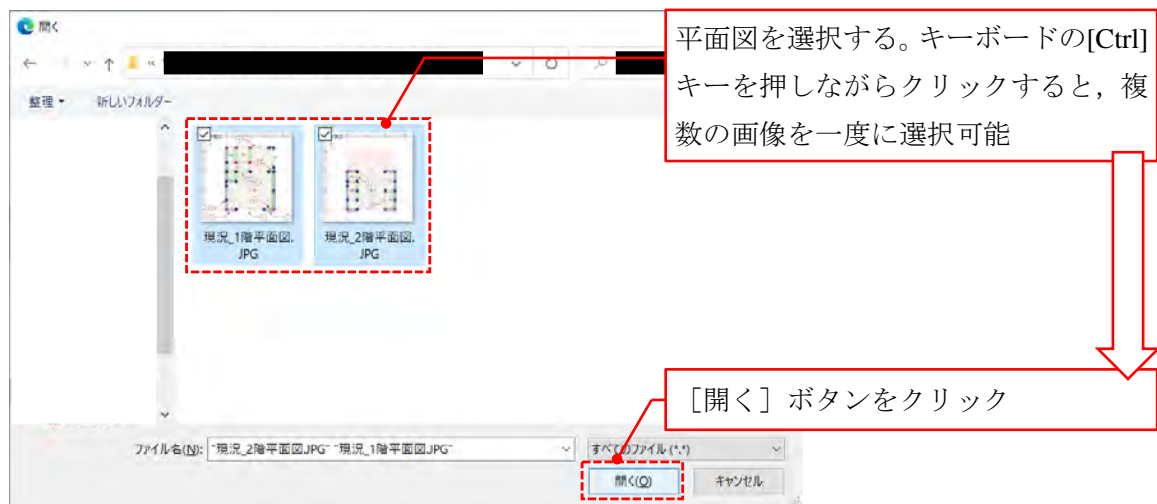 開く
平面図を選択する。キーボードの[Ctrl]
キーを押しながらクリックすると，複
数の画像を一度に選択可能
整理 新しいフォルダー
現況_1階平面図.
JPG
現況_2階平面図.
JPG
［開く］ボタンをクリック
ファイル名(N): "現況_2階平面図.JPG" "現況_1階平面図.JPG"
すべてのファイル (*.*)
開く(O)
キャンセル